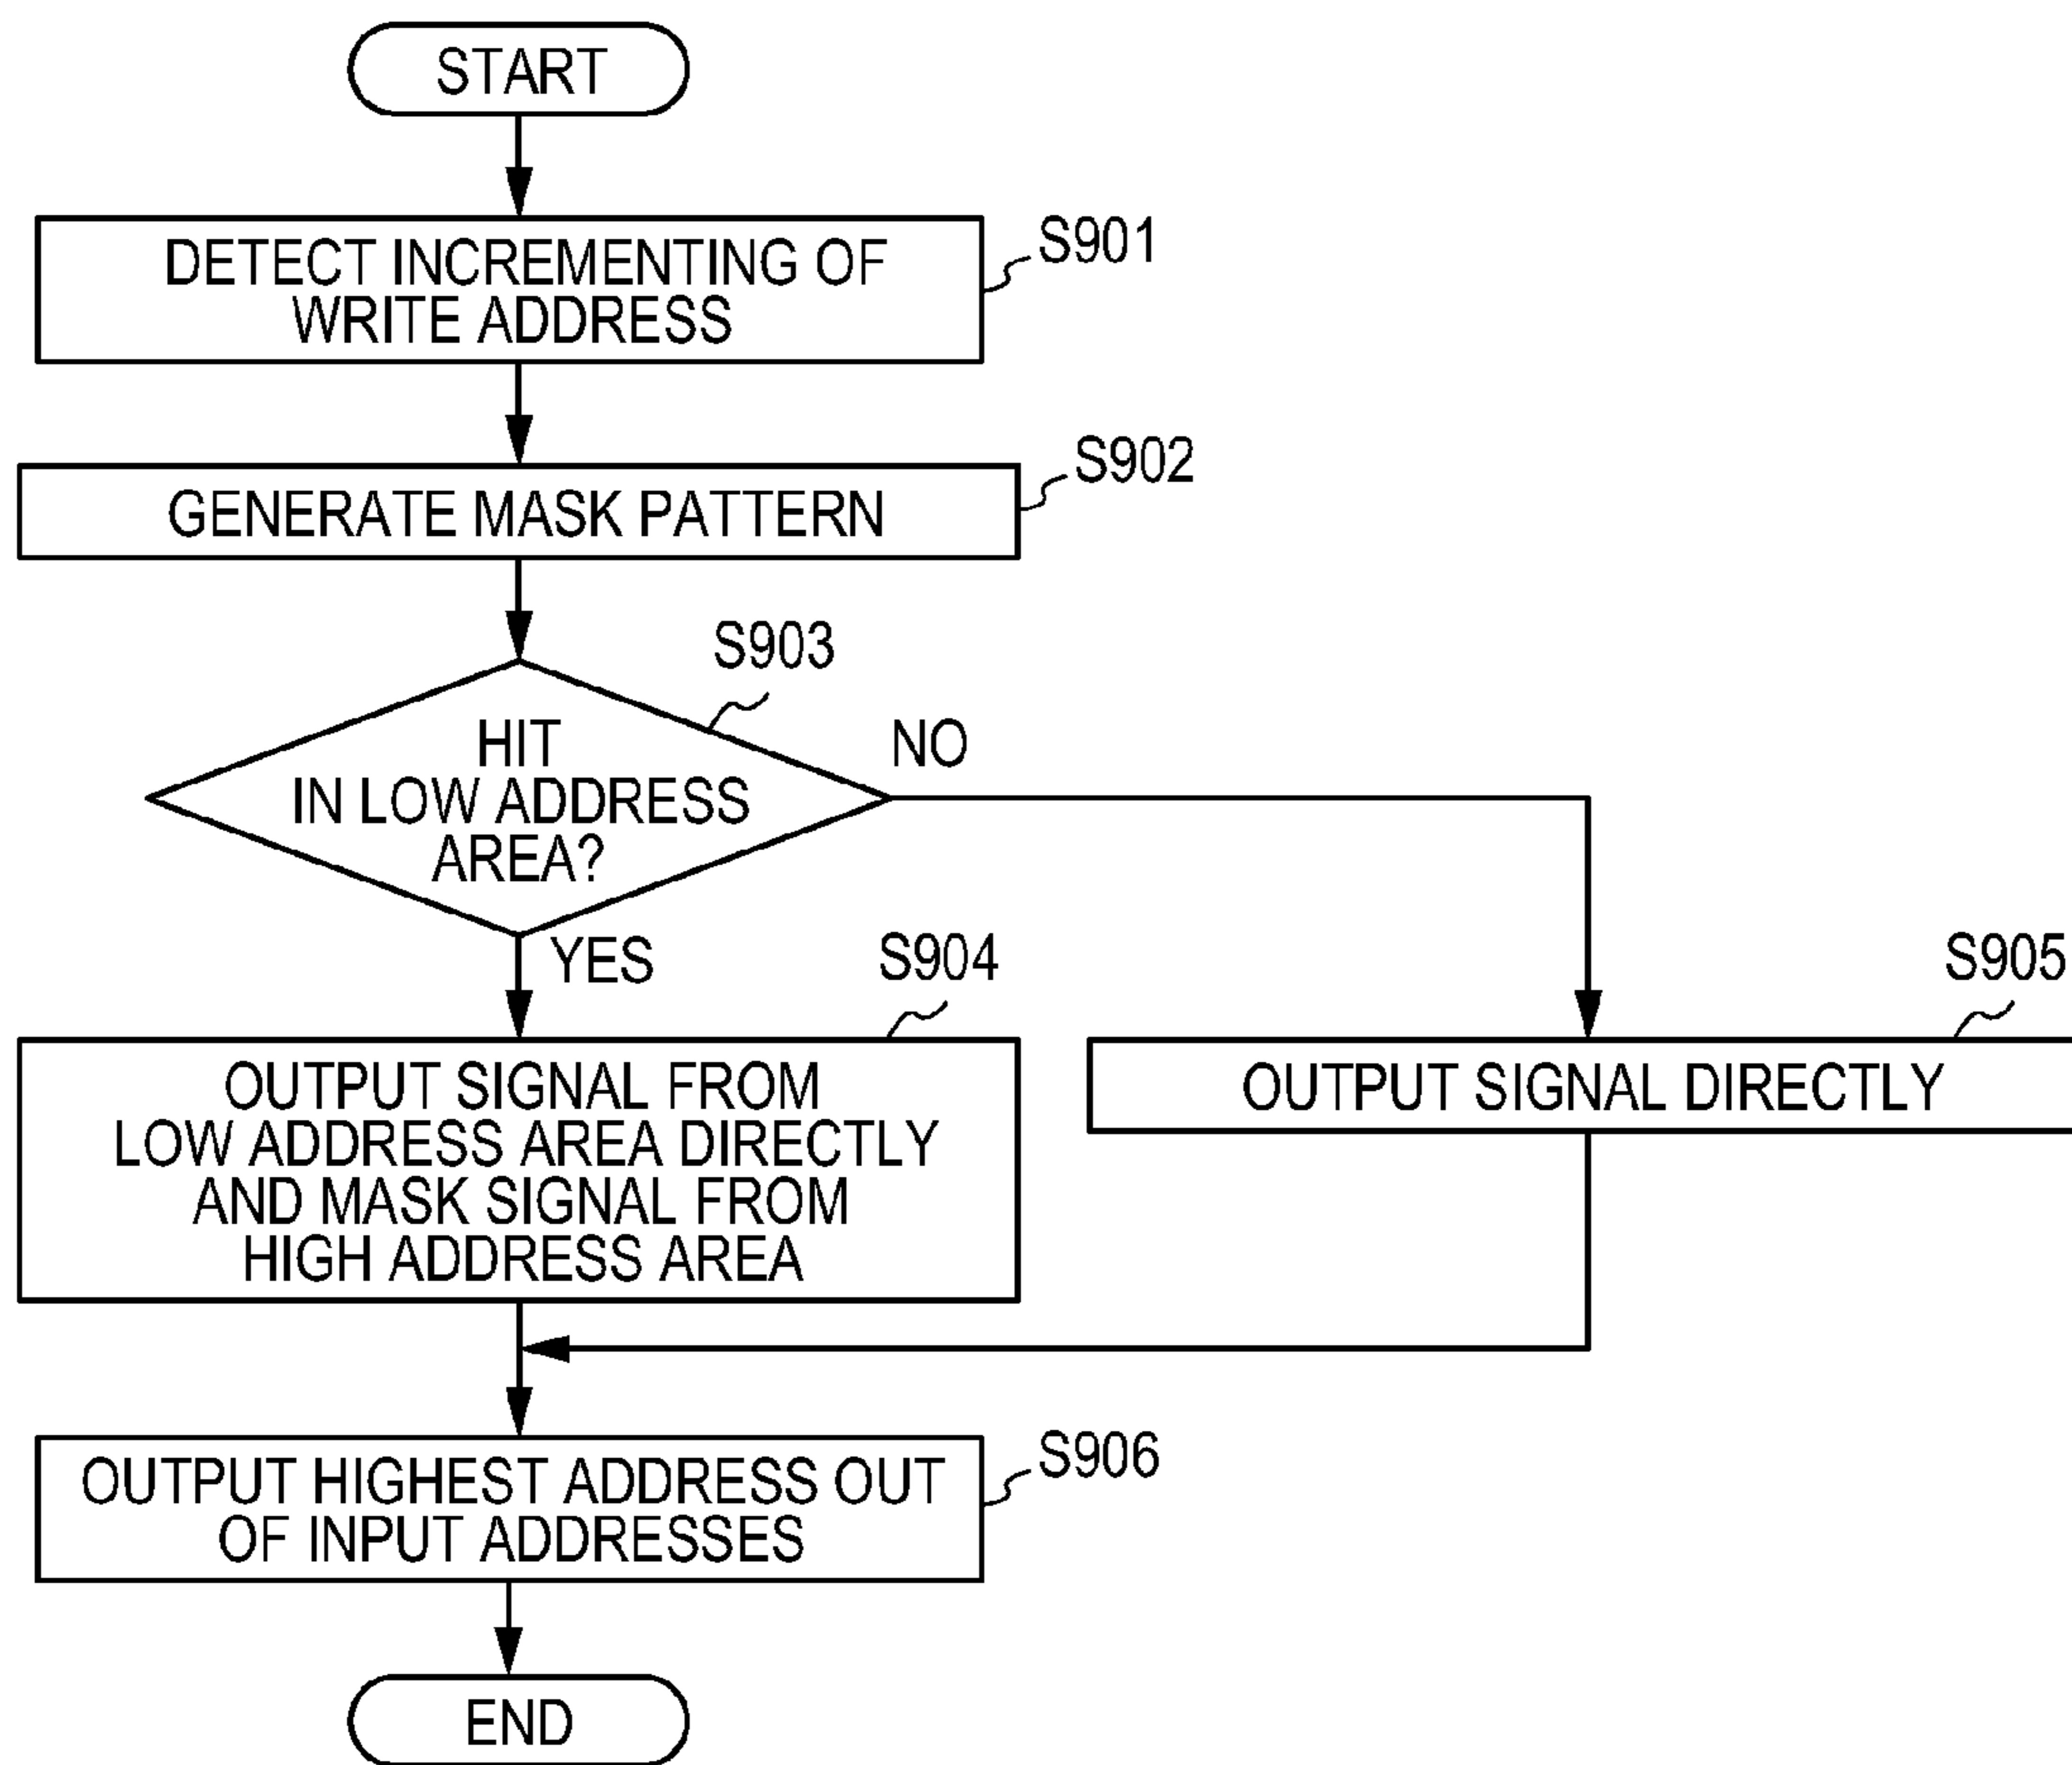 START
DETECT INCREMENTING OF
WRITE ADDRESS
S901
GENERATE MASK PATTERN
S902
S903
HIT
IN LOW ADDRESS
AREA?
NO
YES
S904
OUTPUT SIGNAL FROM
LOW ADDRESS AREA DIRECTLY
AND MASK SIGNAL FROM
HIGH ADDRESS AREA
S905
OUTPUT SIGNAL DIRECTLY
OUTPUT HIGHEST ADDRESS OUT
OF INPUT ADDRESSES
S906
END